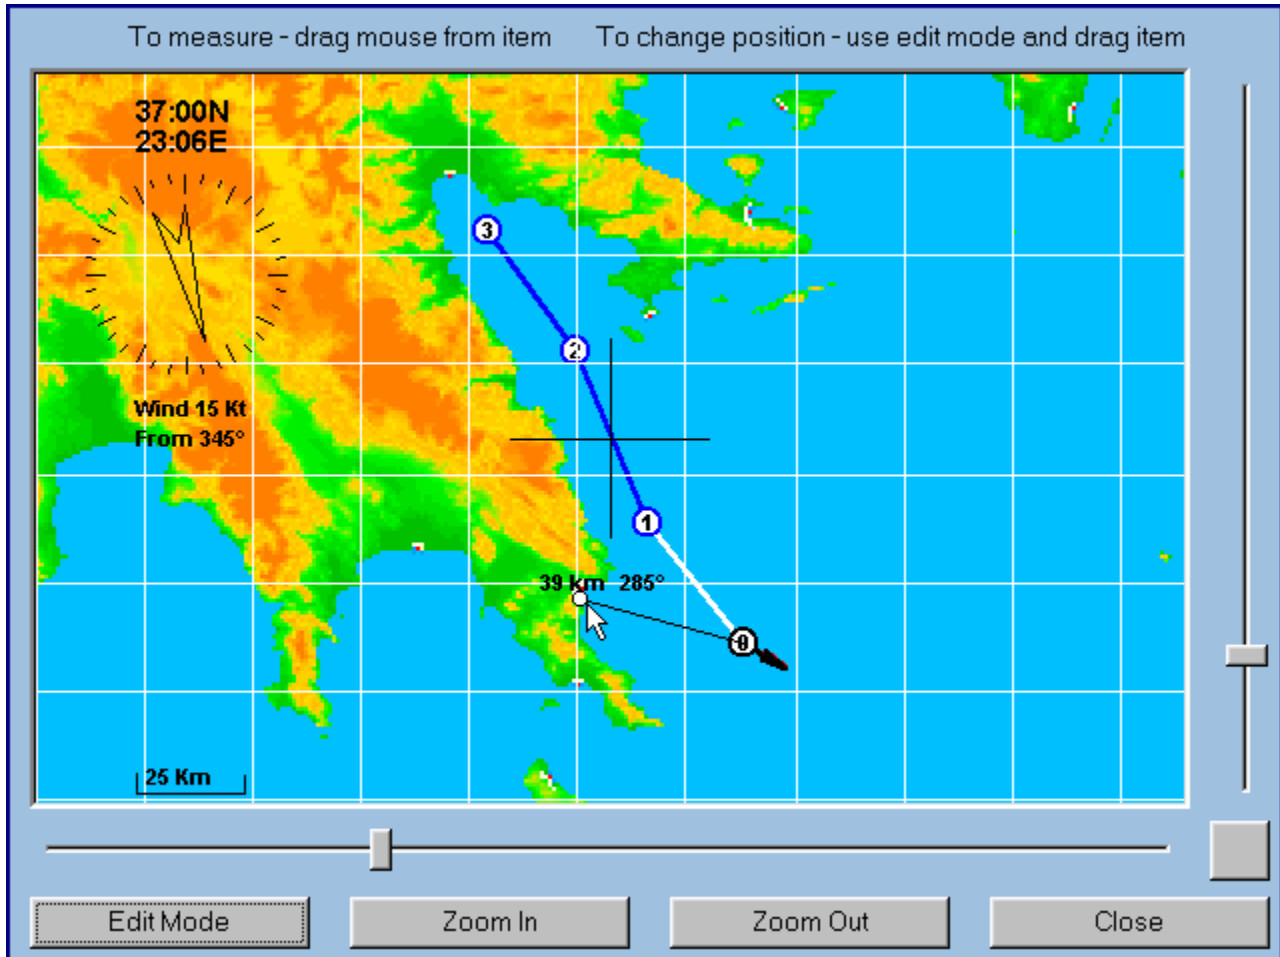 To measure - drag mouse from item To change position - use edit mode and drag item
37:00N
23:06E
3
2
Wind 15 Kt
From 345°
1
39 km 285°
0
25 Km
Edit Mode Zoom In Zoom Out Close